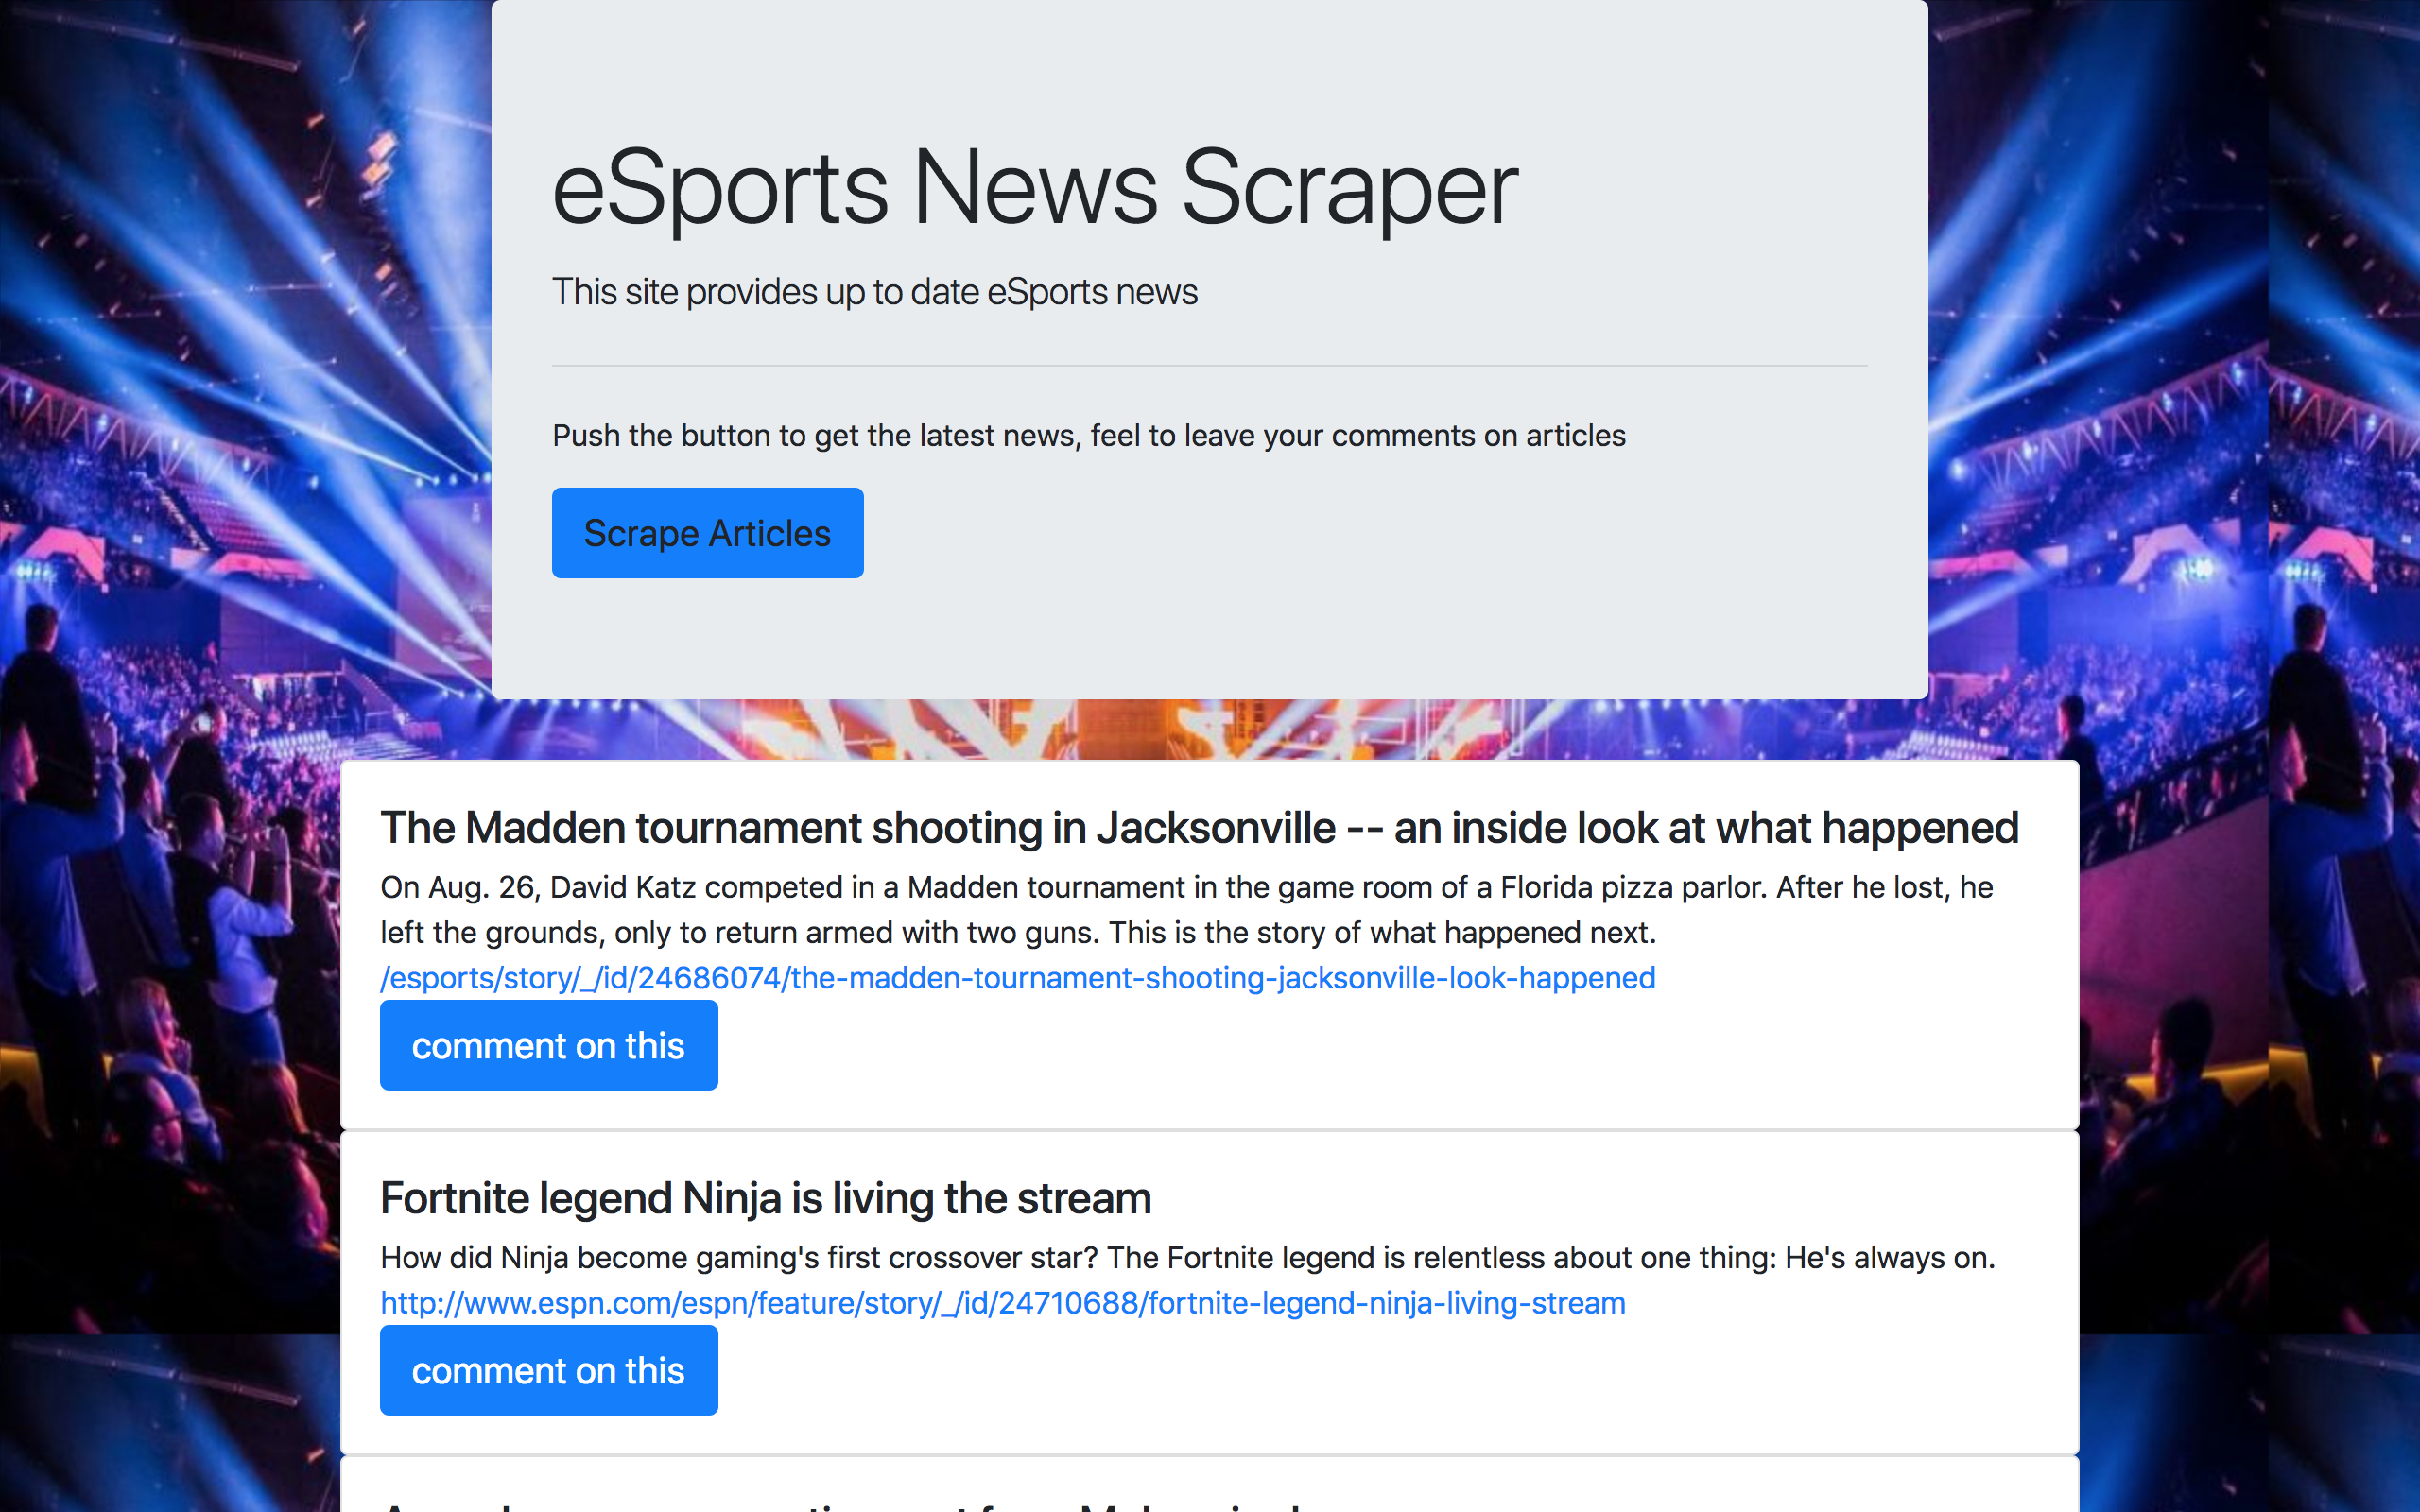 eSports News Scraper
This site provides up to date eSports news
Push the button to get the latest news, feel to leave your comments on articles
Scrape Articles
The Madden tournament shooting in Jacksonville -- an inside look at what happened
On Aug. 26, David Katz competed in a Madden tournament in the game room of a Florida pizza parlor. After he lost, he
left the grounds, only to return armed with two guns. This is the story of what happened next.
/esports/story/_/id/24686074/the-madden-tournament-shooting-jacksonville-look-happened
comment on this
Fortnite legend Ninja is living the stream
How did Ninja become gaming's first crossover star? The Fortnite legend is relentless about one thing: He's always on.
http://www.espn.com/espn/feature/story/_/id/24710688/fortnite-legend-ninja-living-stream
comment on this